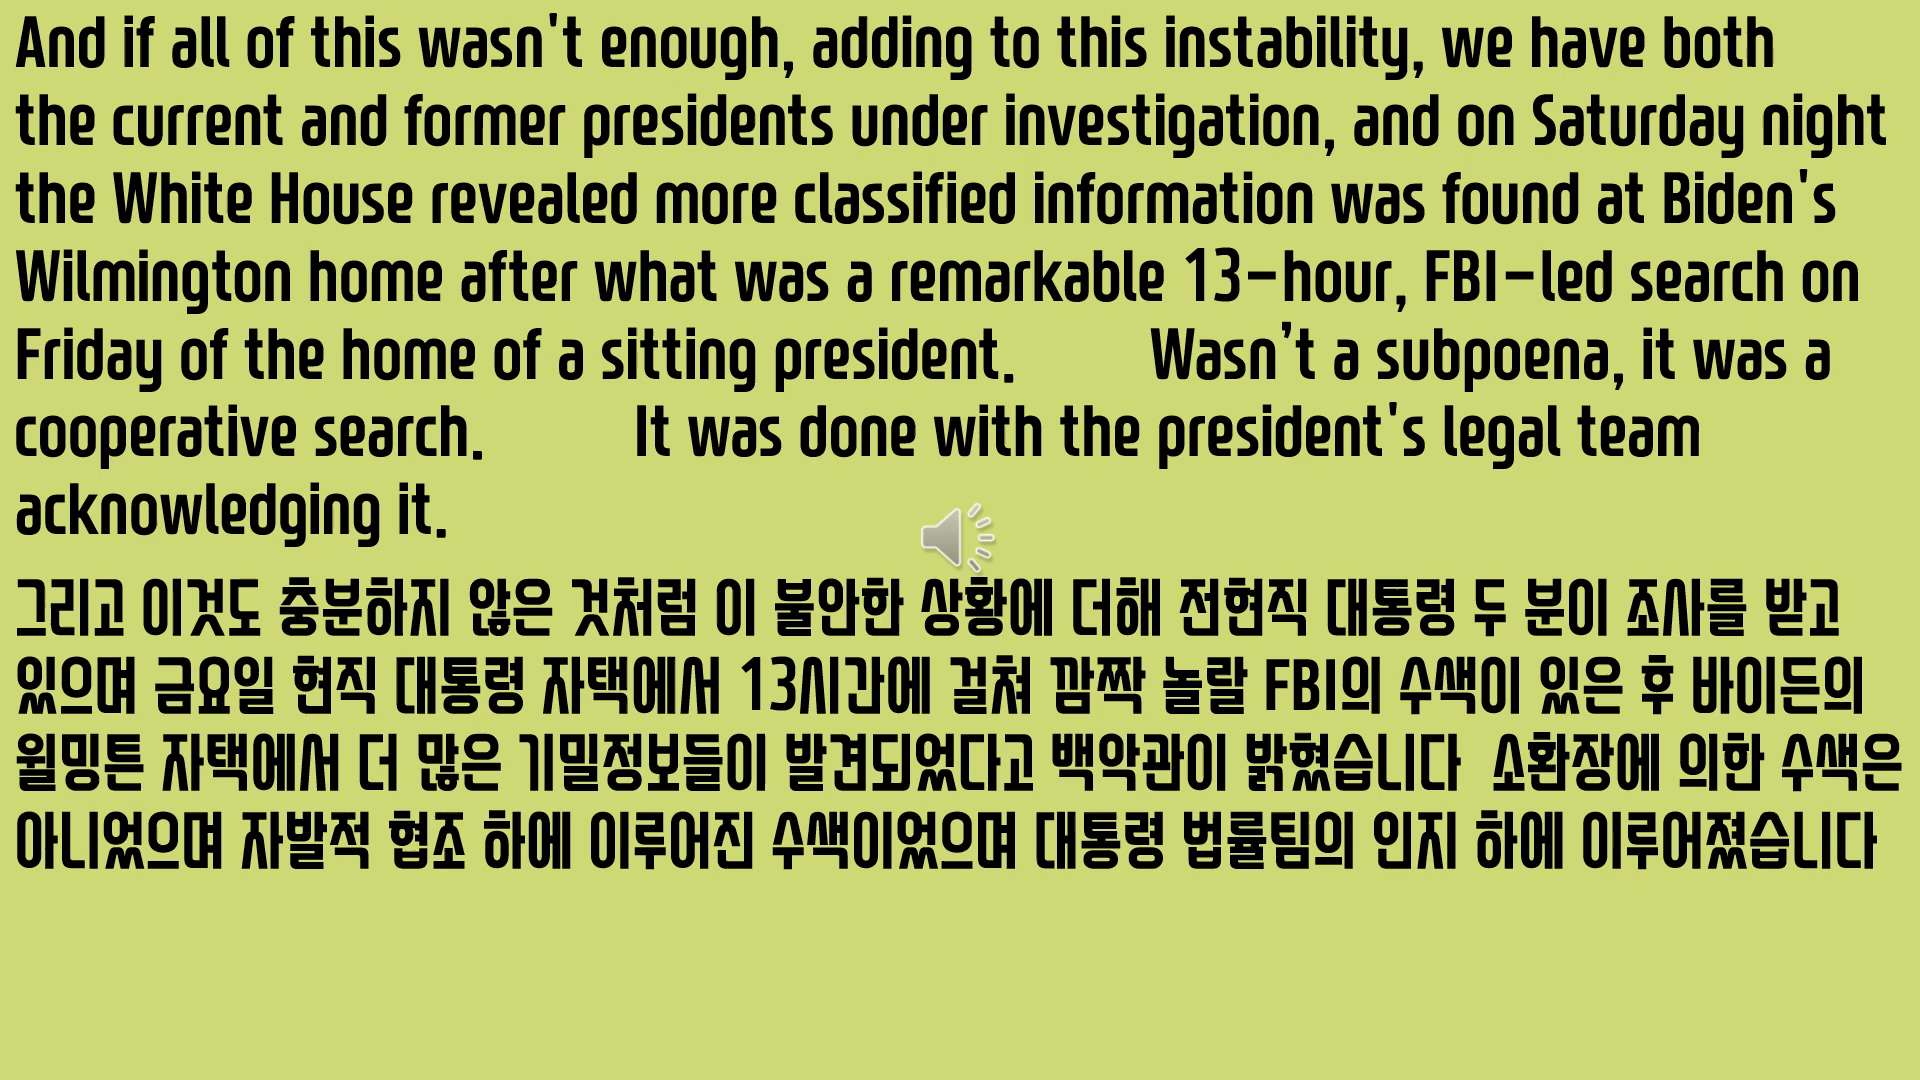 And if all of this wasn't enough, adding to this instability, we have both
the current and former presidents under investigation, and on Saturday night
the White House revealed more classified information was found at Biden's
Wilmington home after what was a remarkable 13-hour, FBI-led search on
Friday of the home of a sitting president. Wasn’t a subpoena, it was a
cooperative search. It was done with the president's legal team
acknowledging it.
그리고 이것도 충분하지 않은 것처럼 이 불안한 상황에 더해 전현직 대통령 두 분이 조사를 받고
있으며 금요일 현직 대통령 자택에서 13시간에 걸쳐 깜짝 놀랄 FBI의 수색이 있은 후 바이든의
윌밍튼 자택에서 더 많은 기밀정보들이 발견되었다고 백악관이 밝혔습니다 소환장에 의한 수색은
아니었으며 자발적 협조 하에 이루어진 수색이었으며 대통령 법률팀의 인지 하에 이루어졌습니다